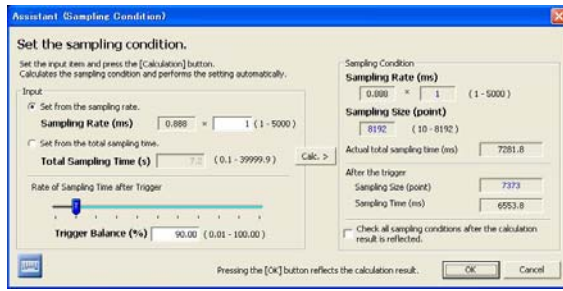 Assistant (Sampling Condition)
Set the sampling condition.
Set the input item and press the [Calculation] button.
Calculates the sampling condition and performs the setting automatically.
Input
Set from the sampling rate.
Sampling Rate (ms) 0.888 × 1 (1 - 5000)
Set from the total sampling time.
Total Sampling Time (s) 7.2 (0.1 - 39999.9)
Rate of Sampling Time after Trigger
Trigger Balance (%) 90.00 (0.01 - 100.00)
Calc. >
Sampling Condition
Sampling Rate (ms)
0.888 × 1 (1 - 5000)
Sampling Size (point)
8192 (10 - 8192)
Actual total sampling time (ms) 7281.8
After the trigger
Sampling Size (point) 7373
Sampling Time (ms) 6553.8
Check all sampling conditions after the calculation
result is reflected.
Pressing the [OK] button reflects the calculation result. OK Cancel